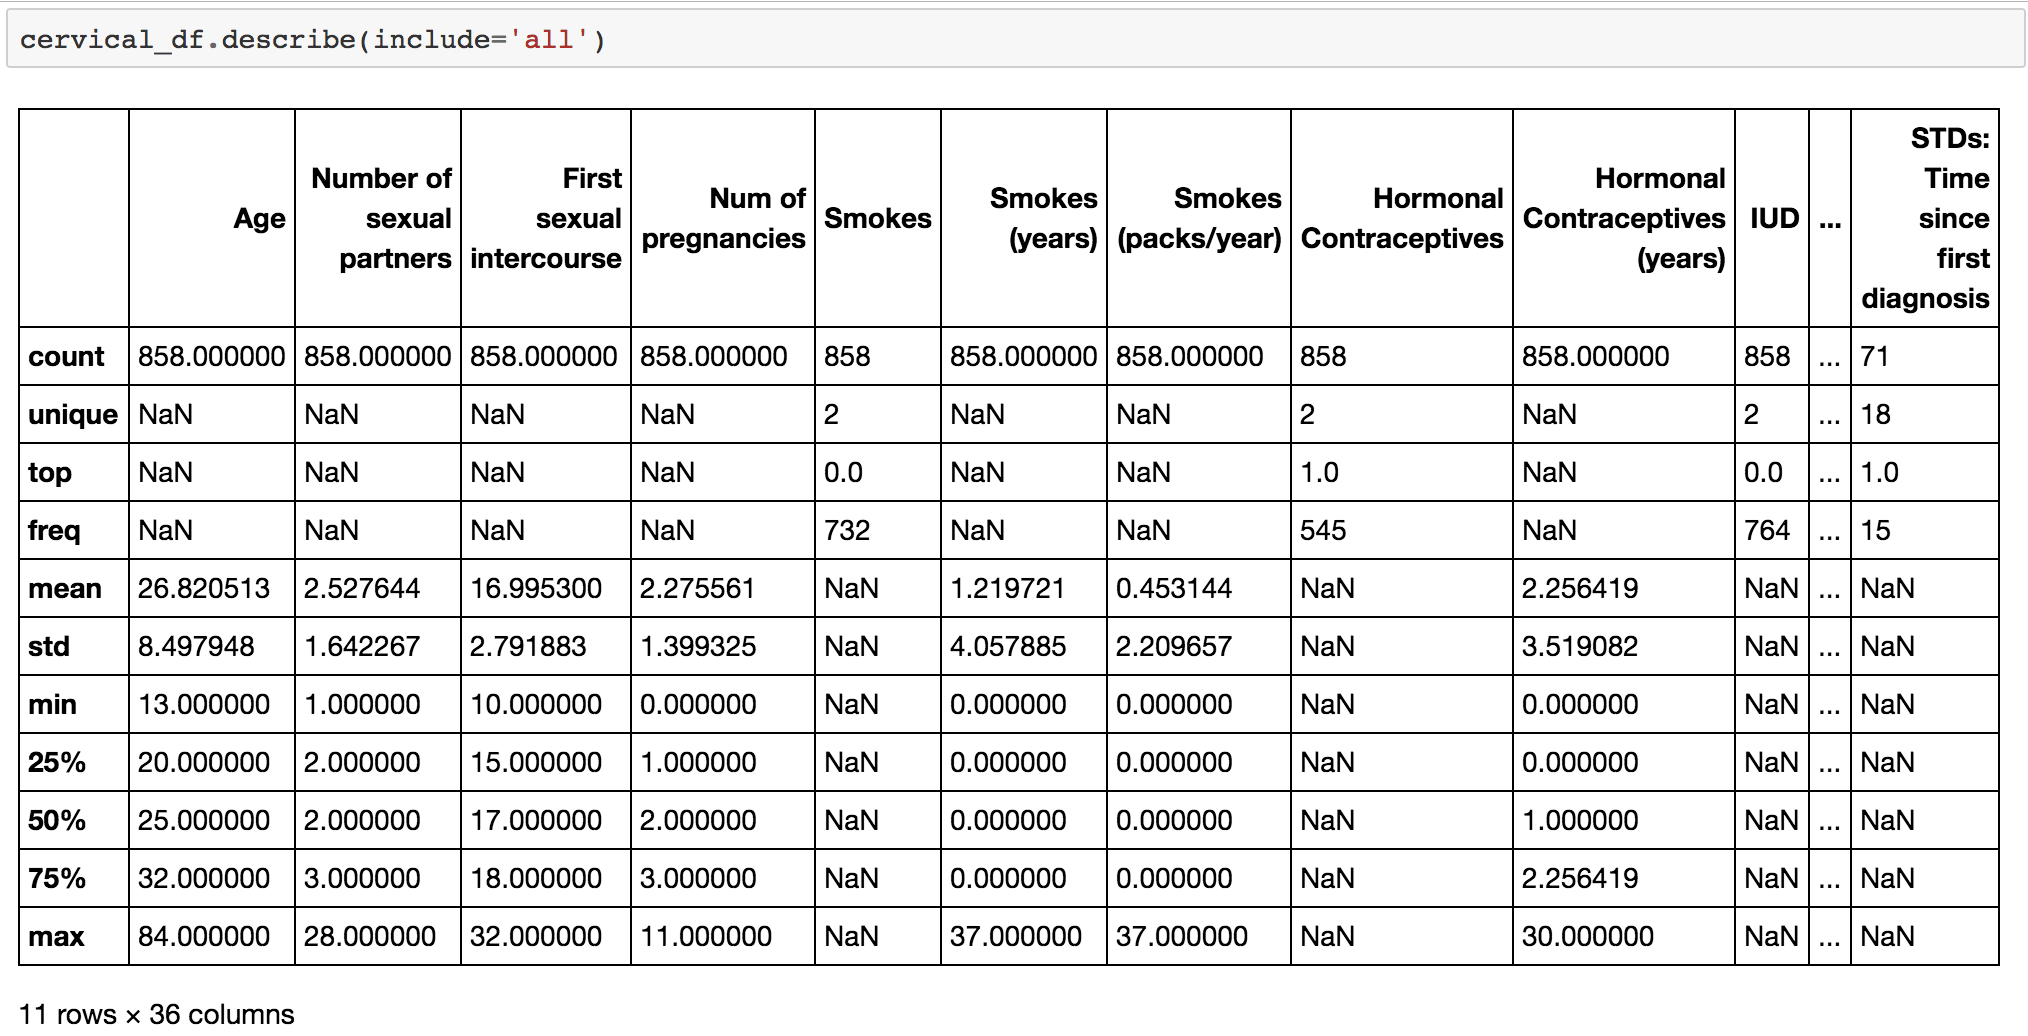 cervical_df.describe(include='all')
Age Number of sexual partners First sexual intercourse Num of pregnancies Smokes Smokes (years) Smokes (packs/year) Hormonal Contraceptives Hormonal Contraceptives (years) IUD ... STDs: Time since first diagnosis
count 858.000000 858.000000 858.000000 858.000000 858 858.000000 858.000000 858 858.000000 858 ... 71
unique NaN NaN NaN NaN 2 NaN NaN 2 NaN 2 ... 18
top NaN NaN NaN NaN 0.0 NaN NaN 1.0 NaN 0.0 ... 1.0
freq NaN NaN NaN NaN 732 NaN NaN 545 NaN 764 ... 15
mean 26.820513 2.527644 16.995300 2.275561 NaN 1.219721 0.453144 NaN 2.256419 NaN ... NaN
std 8.497948 1.642267 2.791883 1.399325 NaN 4.057885 2.209657 NaN 3.519082 NaN ... NaN
min 13.000000 1.000000 10.000000 0.000000 NaN 0.000000 0.000000 NaN 0.000000 NaN ... NaN
25% 20.000000 2.000000 15.000000 1.000000 NaN 0.000000 0.000000 NaN 0.000000 NaN ... NaN
50% 25.000000 2.000000 17.000000 2.000000 NaN 0.000000 0.000000 NaN 1.000000 NaN ... NaN
75% 32.000000 3.000000 18.000000 3.000000 NaN 0.000000 0.000000 NaN 2.256419 NaN ... NaN
max 84.000000 28.000000 32.000000 11.000000 NaN 37.000000 37.000000 NaN 30.000000 NaN ... NaN
11 rows × 36 columns